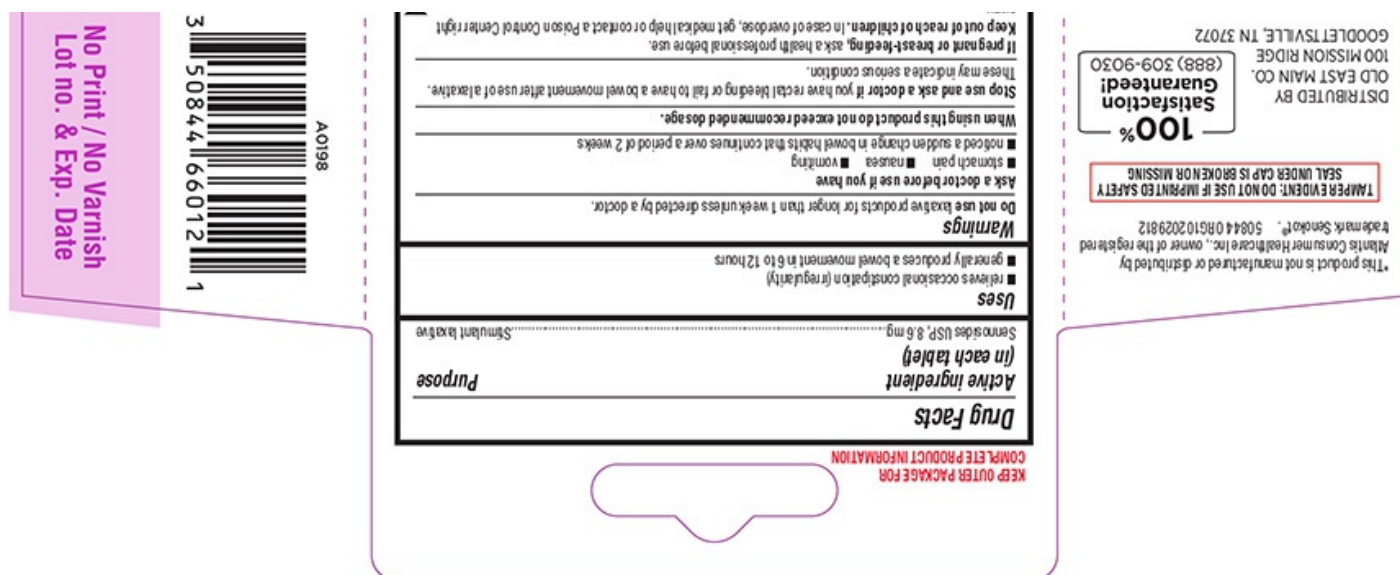 KEEP OUTER PACKAGE FOR
COMPLETE PRODUCT INFORMATION
Drug Facts
Active ingredient
(in each tablet)
Purpose
Sennosides USP, 8.6 mg................Stimulant laxative
Uses
■ relieves occasional constipation (irregularity)
■ generally produces a bowel movement in 6 to 12 hours
Warnings
Do not use laxative products for longer than 1 week unless directed by a doctor.
Ask a doctor before use if you have
■ stomach pain ■ nausea ■ vomiting
■ noticed a sudden change in bowel habits that continues over a period of 2 weeks
When using this product do not exceed recommended dosage.
Stop use and ask a doctor if you have rectal bleeding or fail to have a bowel movement after use of a laxative.
These may indicate a serious condition.
If pregnant or breast-feeding, ask a health professional before use.
Keep out of reach of children. In case of overdose, get medical help or contact a Poison Control Center right
*This product is not manufactured or distributed by
Atlantis Consumer Healthcare Inc., owner of the registered
trademark Senokot®. 50844 ORG102029812
TAMPER EVIDENT: DO NOT USE IF IMPRINTED SAFETY
SEAL UNDER CAP IS BROKEN OR MISSING
DISTRIBUTED BY
OLD EAST MAIN CO.
100 MISSION RIDGE
GOODLETTSVILLE, TN 37072
100%
Satisfaction
Guaranteed!
(888) 309-9030
A0198
3 50844 66012 1
No Print / No Varnish
Lot no. & Exp. Date